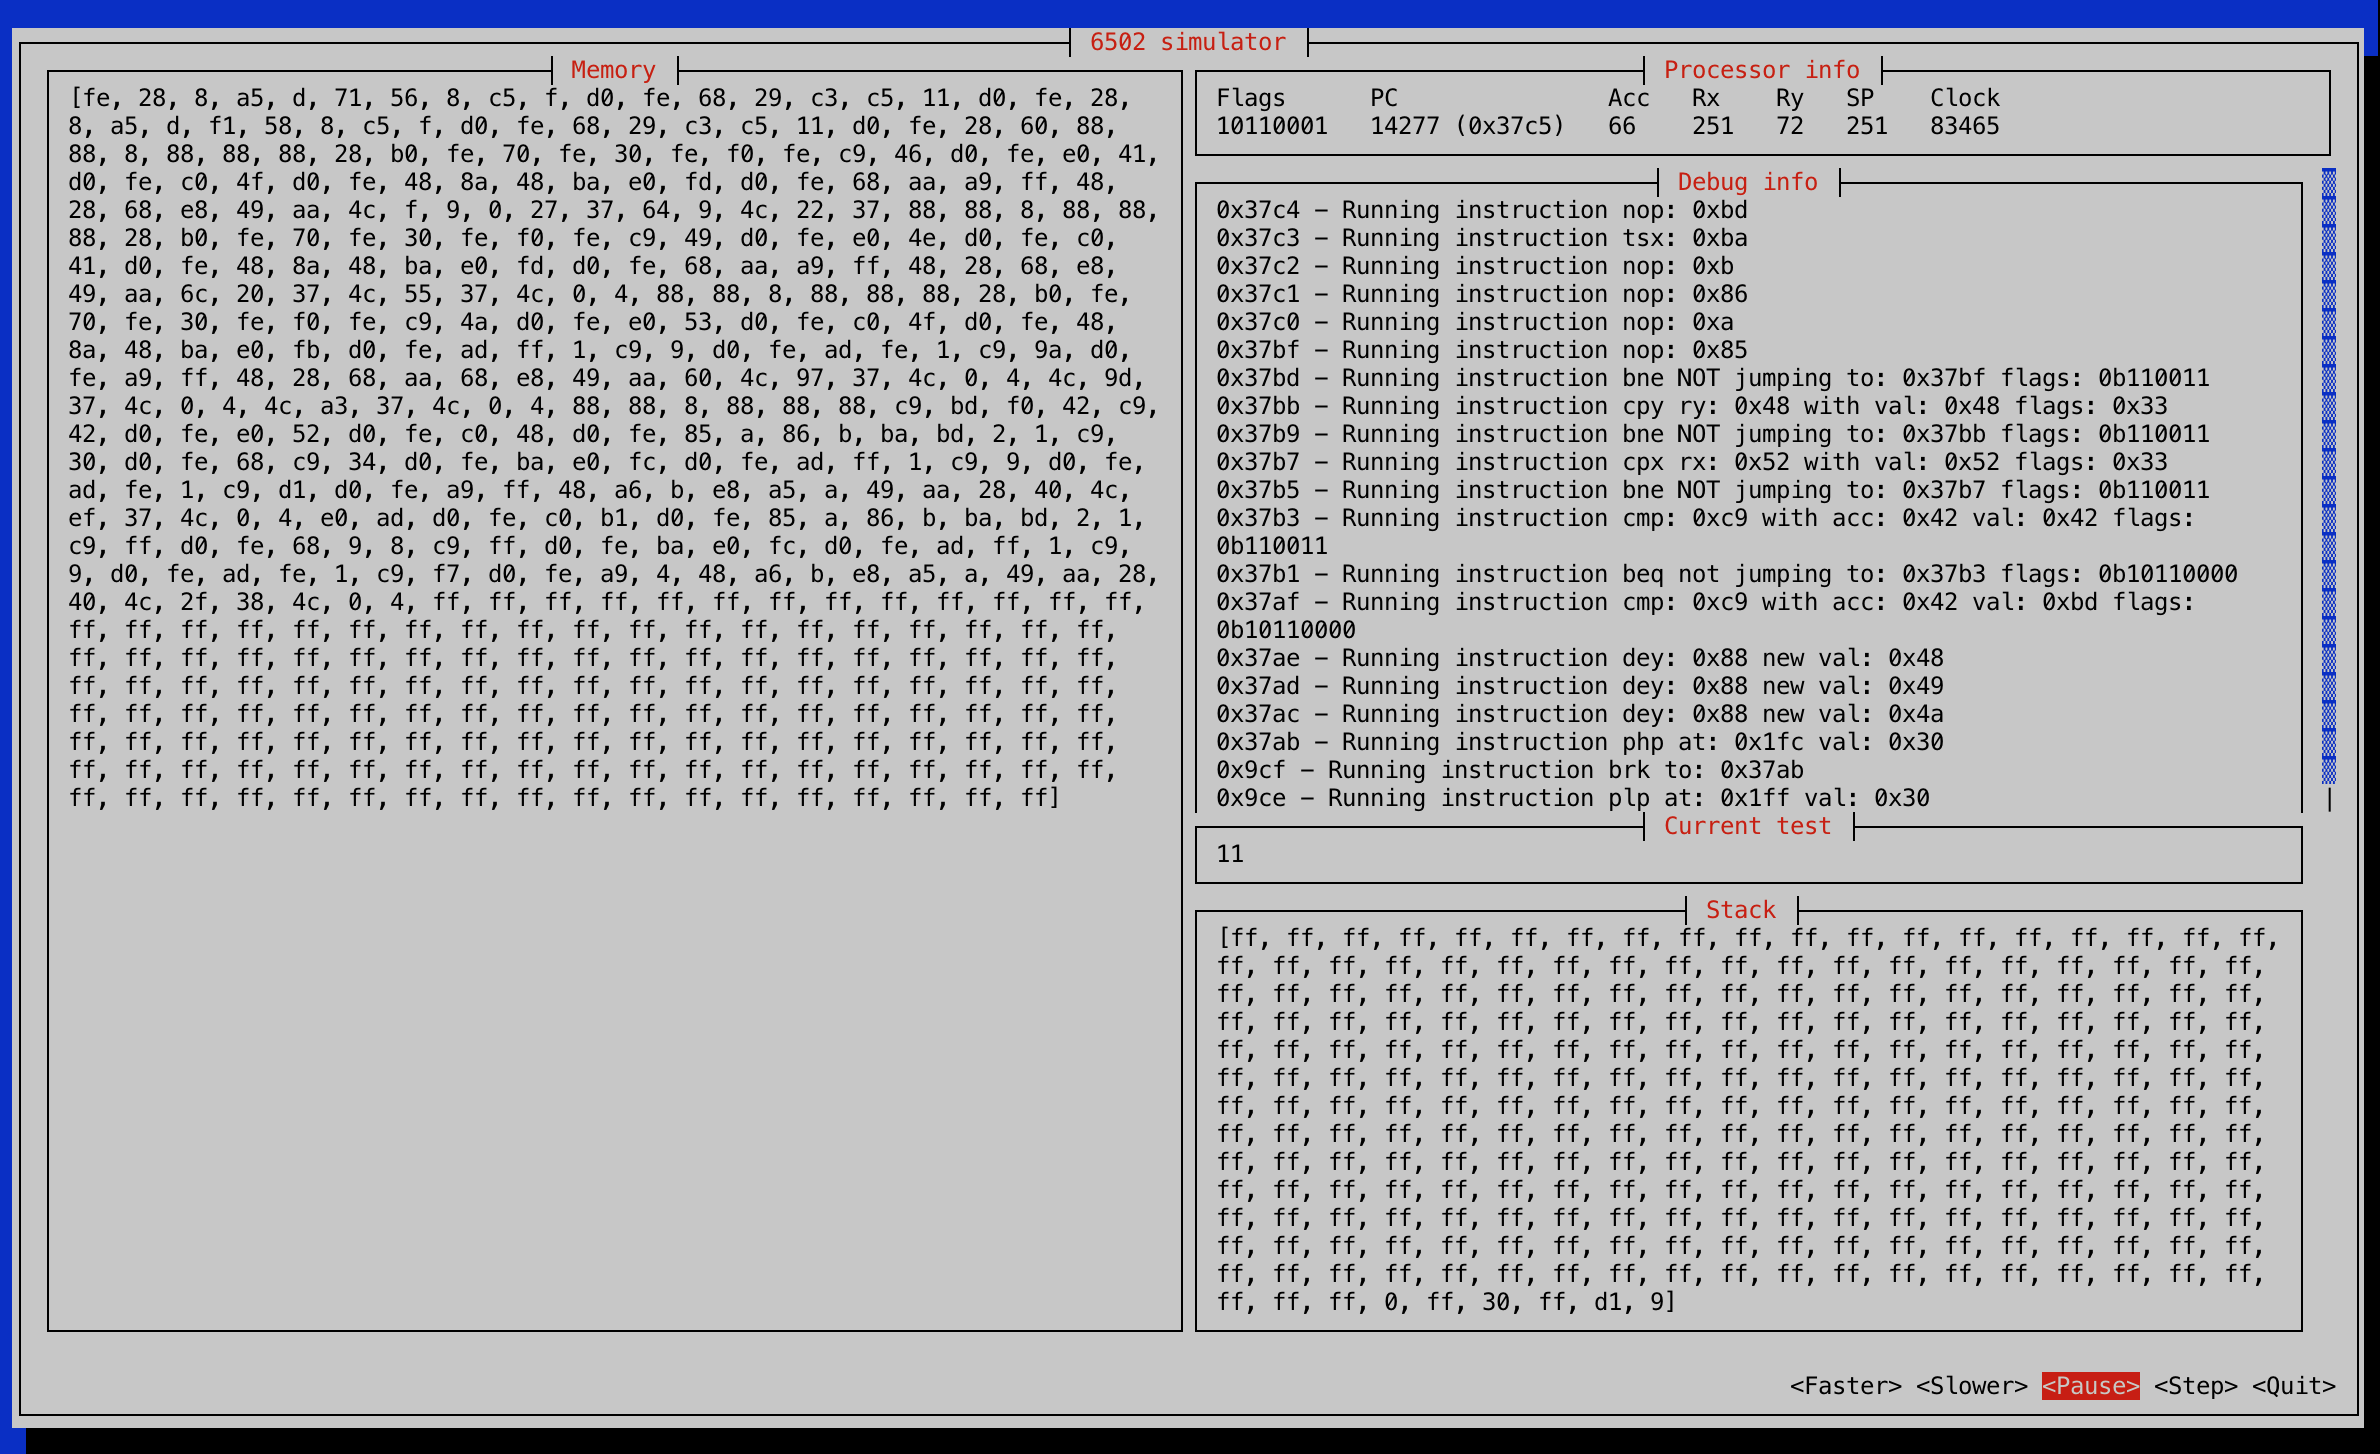 6502 simulator
Memory
[fe, 28, 8, a5, d, 71, 56, 8, c5, f, d0, fe, 68, 29, c3, c5, 11, d0, fe, 28,
8, a5, d, f1, 58, 8, c5, f, d0, fe, 68, 29, c3, c5, 11, d0, fe, 28, 60, 88,
88, 8, 88, 88, 88, 28, b0, fe, 70, fe, 30, fe, f0, fe, c9, 46, d0, fe, e0, 41,
d0, fe, c0, 4f, d0, fe, 48, 8a, 48, ba, e0, fd, d0, fe, 68, aa, a9, ff, 48,
28, 68, e8, 49, aa, 4c, f, 9, 0, 27, 37, 64, 9, 4c, 22, 37, 88, 88, 8, 88, 88,
88, 28, b0, fe, 70, fe, 30, fe, f0, fe, c9, 49, d0, fe, e0, 4e, d0, fe, c0,
41, d0, fe, 48, 8a, 48, ba, e0, fd, d0, fe, 68, aa, a9, ff, 48, 28, 68, e8,
49, aa, 6c, 20, 37, 4c, 55, 37, 4c, 0, 4, 88, 88, 8, 88, 88, 88, 28, b0, fe,
70, fe, 30, fe, f0, fe, c9, 4a, d0, fe, e0, 53, d0, fe, c0, 4f, d0, fe, 48,
8a, 48, ba, e0, fb, d0, fe, ad, ff, 1, c9, 9, d0, fe, ad, fe, 1, c9, 9a, d0,
fe, a9, ff, 48, 28, 68, aa, 68, e8, 49, aa, 60, 4c, 97, 37, 4c, 0, 4, 4c, 9d,
37, 4c, 0, 4, 4c, a3, 37, 4c, 0, 4, 88, 88, 8, 88, 88, 88, c9, bd, f0, 42, c9,
42, d0, fe, e0, 52, d0, fe, c0, 48, d0, fe, 85, a, 86, b, ba, bd, 2, 1, c9,
30, d0, fe, 68, c9, 34, d0, fe, ba, e0, fc, d0, fe, ad, ff, 1, c9, 9, d0, fe,
ad, fe, 1, c9, d1, d0, fe, a9, ff, 48, a6, b, e8, a5, a, 49, aa, 28, 40, 4c,
ef, 37, 4c, 0, 4, e0, ad, d0, fe, c0, b1, d0, fe, 85, a, 86, b, ba, bd, 2, 1,
c9, ff, d0, fe, 68, 9, 8, c9, ff, d0, fe, ba, e0, fc, d0, fe, ad, ff, 1, c9,
9, d0, fe, ad, fe, 1, c9, f7, d0, fe, a9, 4, 48, a6, b, e8, a5, a, 49, aa, 28,
40, 4c, 2f, 38, 4c, 0, 4, ff, ff, ff, ff, ff, ff, ff, ff, ff, ff, ff, ff, ff,
ff, ff, ff, ff, ff, ff, ff, ff, ff, ff, ff, ff, ff, ff, ff, ff, ff, ff, ff,
ff, ff, ff, ff, ff, ff, ff, ff, ff, ff, ff, ff, ff, ff, ff, ff, ff, ff, ff,
ff, ff, ff, ff, ff, ff, ff, ff, ff, ff, ff, ff, ff, ff, ff, ff, ff, ff, ff,
ff, ff, ff, ff, ff, ff, ff, ff, ff, ff, ff, ff, ff, ff, ff, ff, ff, ff, ff,
ff, ff, ff, ff, ff, ff, ff, ff, ff, ff, ff, ff, ff, ff, ff, ff, ff, ff, ff,
ff, ff, ff, ff, ff, ff, ff, ff, ff, ff, ff, ff, ff, ff, ff, ff, ff, ff, ff,
ff, ff, ff, ff, ff, ff, ff, ff, ff, ff, ff, ff, ff, ff, ff, ff, ff, ff]
Processor info
Flags PC Acc Rx Ry SP Clock
10110001 14277 (0x37c5) 66 251 72 251 83465
Debug info
0x37c4 – Running instruction nop: 0xbd
0x37c3 – Running instruction tsx: 0xba
0x37c2 – Running instruction nop: 0xb
0x37c1 – Running instruction nop: 0x86
0x37c0 – Running instruction nop: 0xa
0x37bf – Running instruction nop: 0x85
0x37bd – Running instruction bne NOT jumping to: 0x37bf flags: 0b110011
0x37bb – Running instruction cpy ry: 0x48 with val: 0x48 flags: 0x33
0x37b9 – Running instruction bne NOT jumping to: 0x37bb flags: 0b110011
0x37b7 – Running instruction cpx rx: 0x52 with val: 0x52 flags: 0x33
0x37b5 – Running instruction bne NOT jumping to: 0x37b7 flags: 0b110011
0x37b3 – Running instruction cmp: 0xc9 with acc: 0x42 val: 0x42 flags:
0b110011
0x37b1 – Running instruction beq not jumping to: 0x37b3 flags: 0b10110000
0x37af – Running instruction cmp: 0xc9 with acc: 0x42 val: 0xbd flags:
0b10110000
0x37ae – Running instruction dey: 0x88 new val: 0x48
0x37ad – Running instruction dey: 0x88 new val: 0x49
0x37ac – Running instruction dey: 0x88 new val: 0x4a
0x37ab – Running instruction php at: 0x1fc val: 0x30
0x9cf – Running instruction brk to: 0x37ab
0x9ce – Running instruction plp at: 0x1ff val: 0x30
Current test
11
Stack
[ff, ff, ff, ff, ff, ff, ff, ff, ff, ff, ff, ff, ff, ff, ff, ff, ff, ff, ff,
ff, ff, ff, ff, ff, ff, ff, ff, ff, ff, ff, ff, ff, ff, ff, ff, ff, ff, ff,
ff, ff, ff, ff, ff, ff, ff, ff, ff, ff, ff, ff, ff, ff, ff, ff, ff, ff, ff,
ff, ff, ff, ff, ff, ff, ff, ff, ff, ff, ff, ff, ff, ff, ff, ff, ff, ff, ff,
ff, ff, ff, ff, ff, ff, ff, ff, ff, ff, ff, ff, ff, ff, ff, ff, ff, ff, ff,
ff, ff, ff, ff, ff, ff, ff, ff, ff, ff, ff, ff, ff, ff, ff, ff, ff, ff, ff,
ff, ff, ff, ff, ff, ff, ff, ff, ff, ff, ff, ff, ff, ff, ff, ff, ff, ff, ff,
ff, ff, ff, ff, ff, ff, ff, ff, ff, ff, ff, ff, ff, ff, ff, ff, ff, ff, ff,
ff, ff, ff, ff, ff, ff, ff, ff, ff, ff, ff, ff, ff, ff, ff, ff, ff, ff, ff,
ff, ff, ff, ff, ff, ff, ff, ff, ff, ff, ff, ff, ff, ff, ff, ff, ff, ff, ff,
ff, ff, ff, ff, ff, ff, ff, ff, ff, ff, ff, ff, ff, ff, ff, ff, ff, ff, ff,
ff, ff, ff, ff, ff, ff, ff, ff, ff, ff, ff, ff, ff, ff, ff, ff, ff, ff, ff,
ff, ff, ff, ff, ff, ff, ff, ff, ff, ff, ff, ff, ff, ff, ff, ff, ff, ff, ff,
ff, ff, ff, 0, ff, 30, ff, d1, 9]
<Faster> <Slower> <Pause> <Step> <Quit>